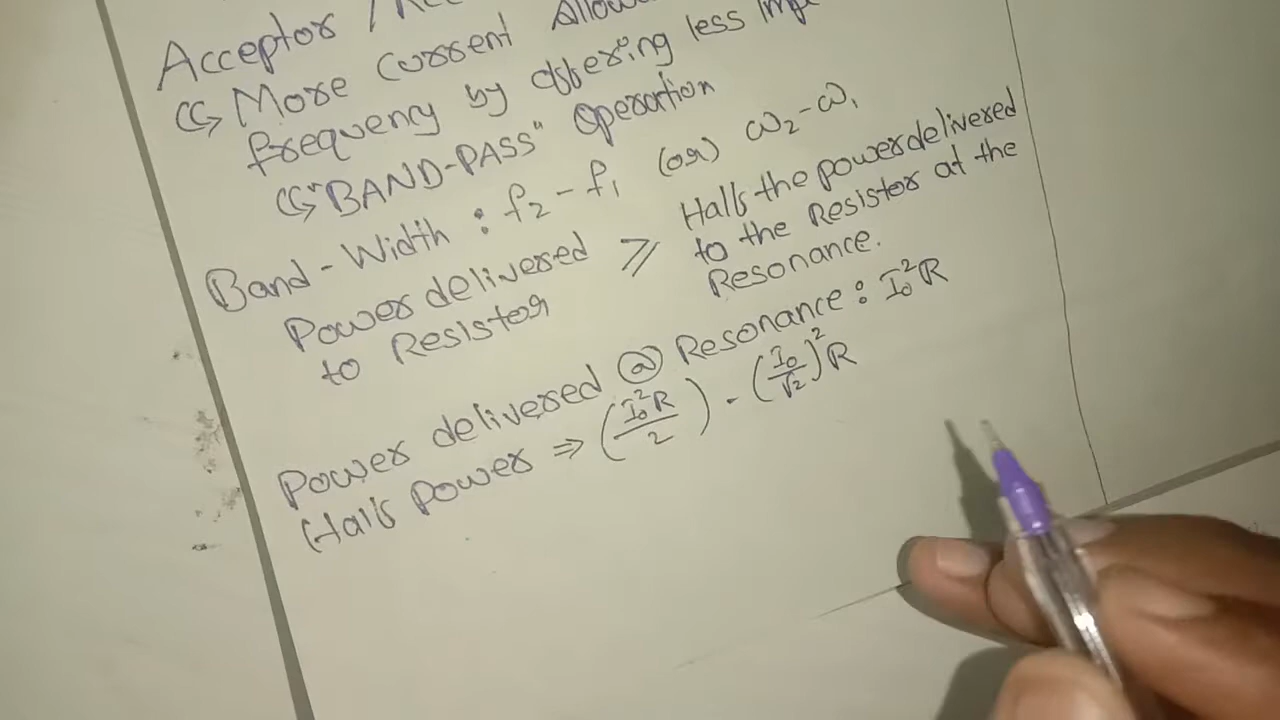 Acceptor /
↳ More Current Allow
frequency by offering less Imp
↳ "BAND-PASS" Operation
Band-Width : f₂ - f₁ (or) ω₂ - ω₁
Power delivered to Resistor ≥ Half the power delivered to the Resistor at the Resonance.
Power delivered @ Resonance : I₀²R
Half Power ⇒ (I₀²R/2) - (I₀/√2)²R